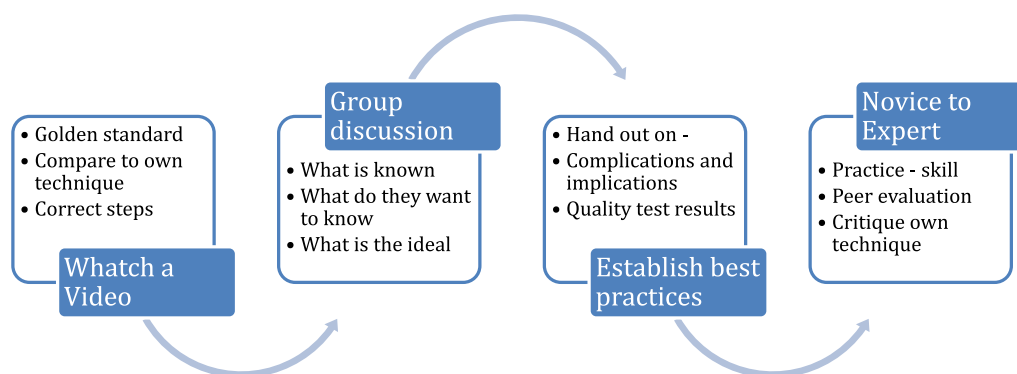 • Golden standard
• Compare to own
technique
• Correct steps
Whatch a
Video
Group
discussion
• What is known
• What do they want
to know
• What is the ideal
• Hand out on -
• Complications and
implications
• Quality test results
Establish best
practices
Novice to
Expert
• Practice - skill
• Peer evaluation
• Critique own
technique